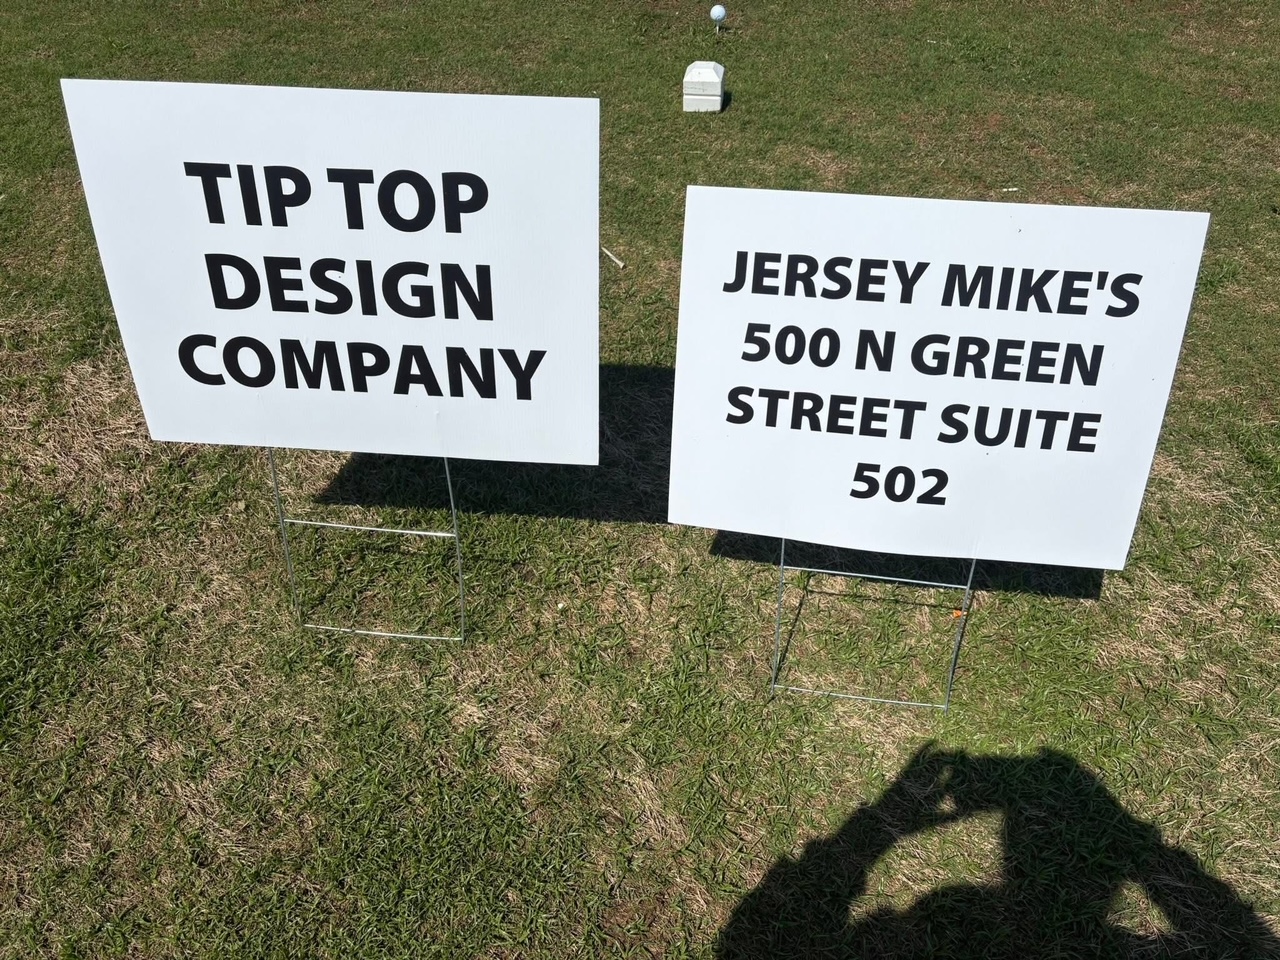 TIP TOP
DESIGN
COMPANY
JERSEY MIKE'S
500 N GREEN
STREET SUITE
502